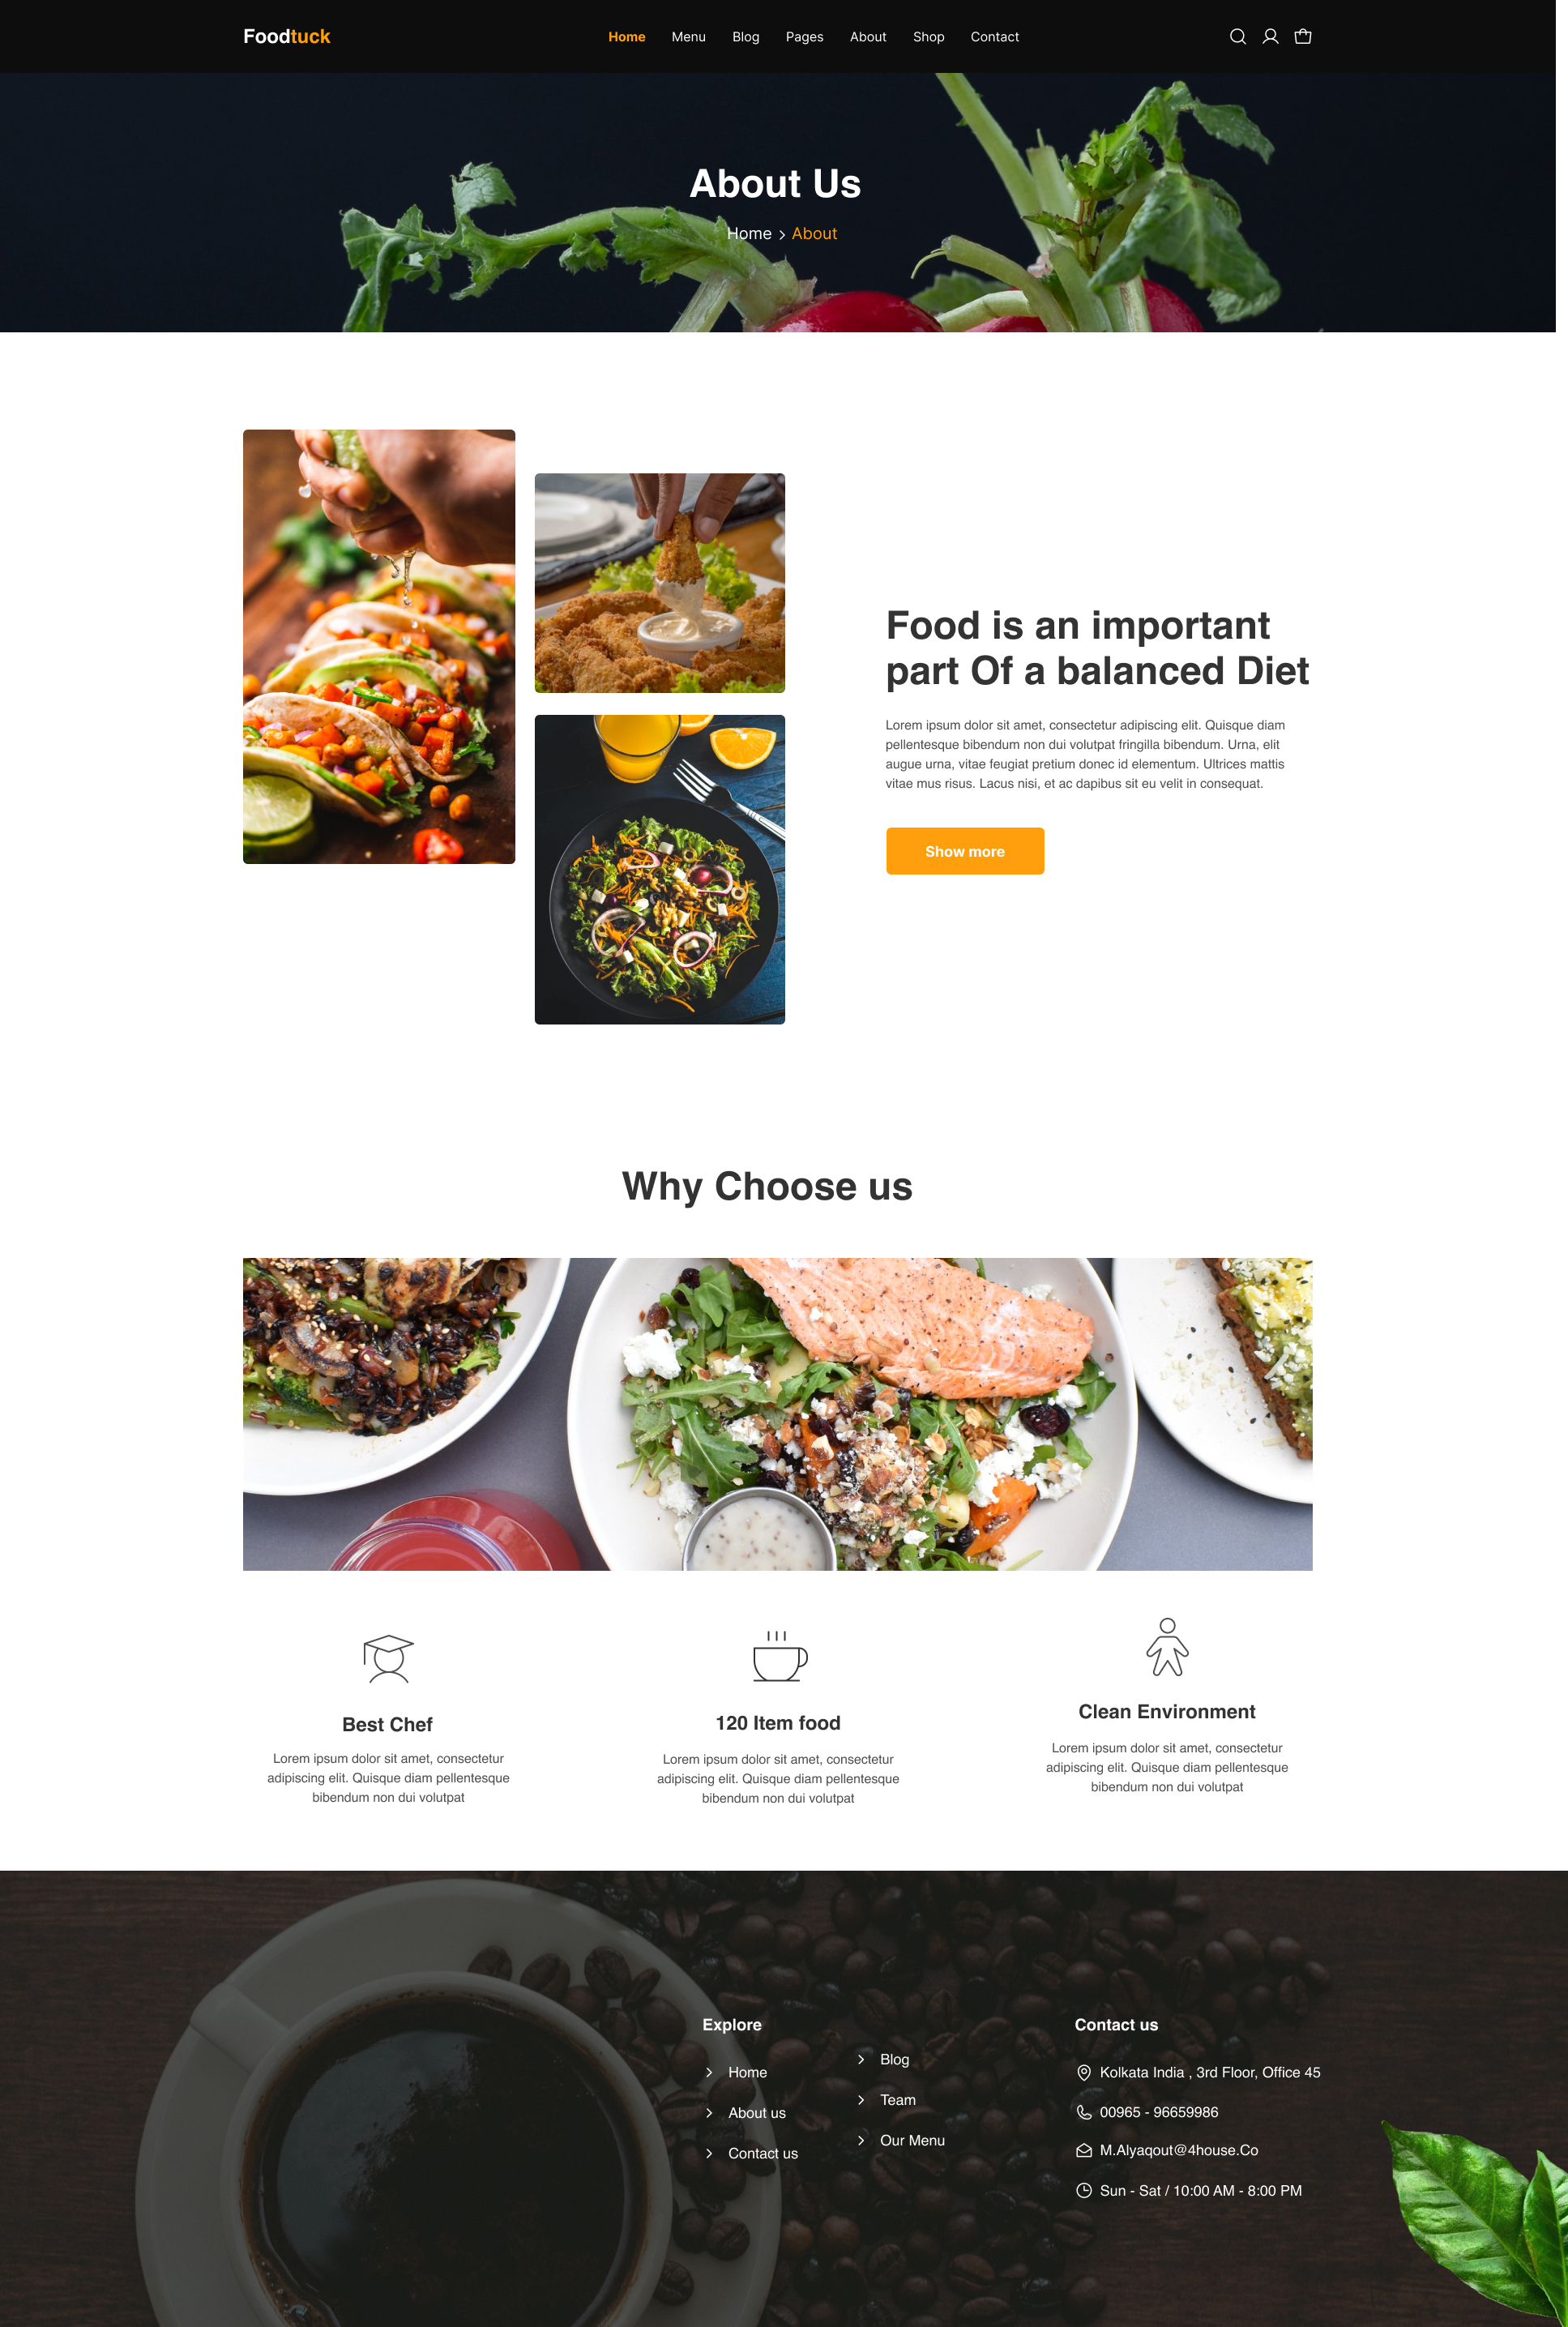 Foodtuck
Home Menu Blog Pages About Shop Contact
About Us
Home > About
Food is an important
part Of a balanced Diet
Lorem ipsum dolor sit amet, consectetur adipiscing elit. Quisque diam
pellentesque bibendum non dui volutpat fringilla bibendum. Urna, elit
augue urna, vitae feugiat pretium donec id elementum. Ultrices mattis
vitae mus risus. Lacus nisi, et ac dapibus sit eu velit in consequat.
Show more
Why Choose us
Best Chef
Lorem ipsum dolor sit amet, consectetur
adipiscing elit. Quisque diam pellentesque
bibendum non dui volutpat
120 Item food
Lorem ipsum dolor sit amet, consectetur
adipiscing elit. Quisque diam pellentesque
bibendum non dui volutpat
Clean Environment
Lorem ipsum dolor sit amet, consectetur
adipiscing elit. Quisque diam pellentesque
bibendum non dui volutpat
Explore
Home
About us
Contact us
Blog
Team
Our Menu
Contact us
Kolkata India , 3rd Floor, Office 45
00965 - 96659986
M.Alyaqout@4house.Co
Sun - Sat / 10:00 AM - 8:00 PM